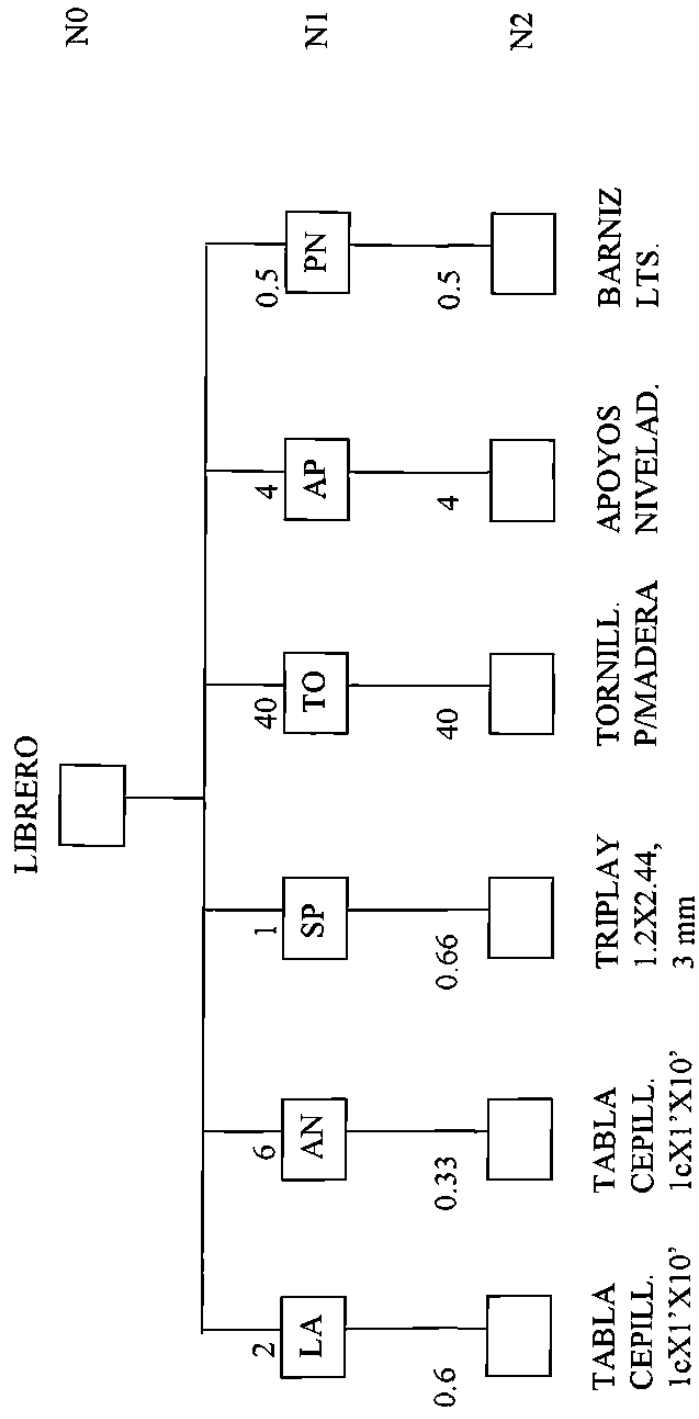 LIBRERO
N0
2
6
1
40
4
0.5
LA
AN
SP
TO
AP
PN
N1
0.6
0.33
0.66
40
4
0.5
N2
TABLA
CEPILL.
1cX1'X10'
TABLA
CEPILL.
1cX1'X10'
TRIPLAY
1.2X2.44,
3 mm
TORNILL.
P/MADERA
APOYOS
NIVELAD.
BARNIZ
LTS.